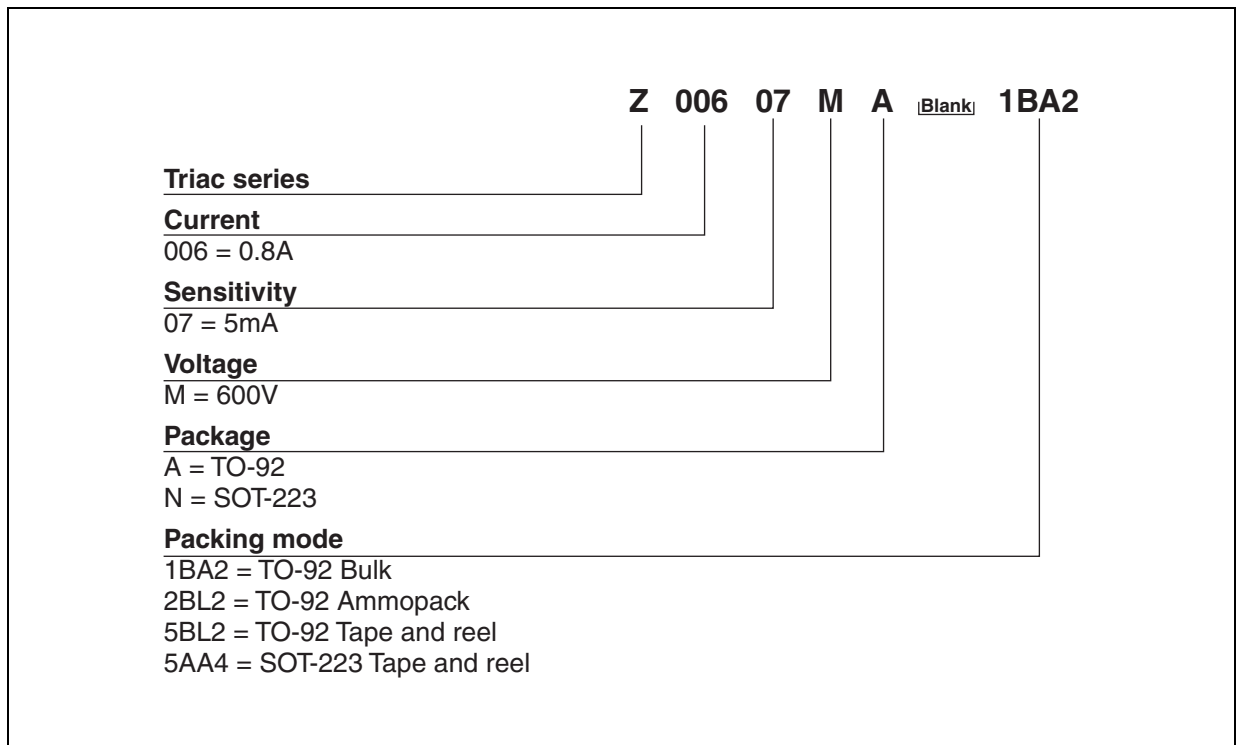 Z 006 07 M A Blank 1BA2
Triac series
Current
006 = 0.8A
Sensitivity
07 = 5mA
Voltage
M = 600V
Package
A = TO-92
N = SOT-223
Packing mode
1BA2 = TO-92 Bulk
2BL2 = TO-92 Ammopack
5BL2 = TO-92 Tape and reel
5AA4 = SOT-223 Tape and reel